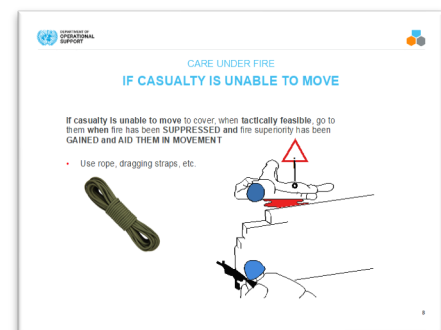 DEPARTMENT OF
OPERATIONAL
SUPPORT
CARE UNDER FIRE
IF CASUALTY IS UNABLE TO MOVE
If casualty is unable to move to cover, when tactically feasible, go to
them when fire has been SUPPRESSED and fire superiority has been
GAINED and AID THEM IN MOVEMENT
• Use rope, dragging straps, etc.